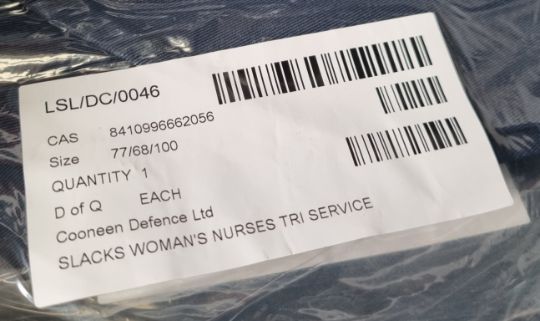 LSL/DC/0046
CAS 8410996662056
Size 77/68/100
QUANTITY 1
D of Q EACH
Cooneen Defence Ltd
SLACKS WOMAN'S NURSES TRI SERVICE